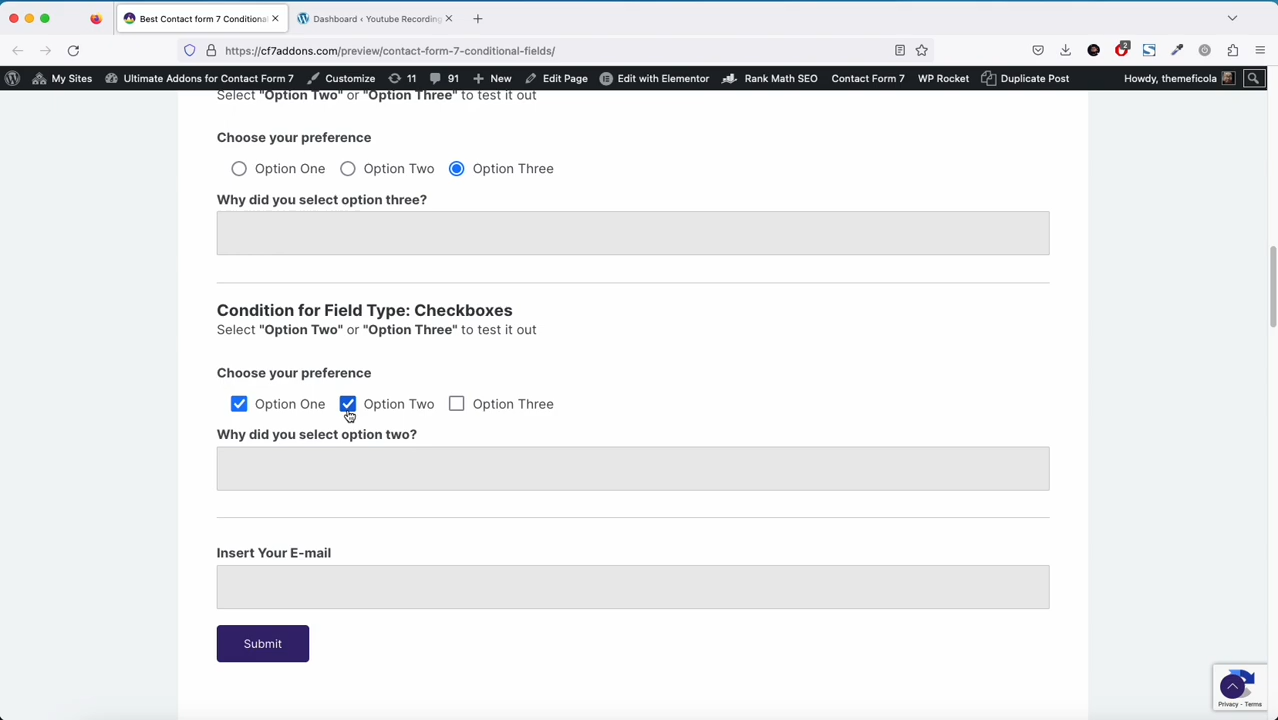 Best Contact form 7 Conditional
Dashboard ‹ Youtube Recording
https://cf7addons.com/preview/contact-form-7-conditional-fields/
2
My Sites
Ultimate Addons for Contact Form 7
Customize
11
91
New
Edit Page
Edit with Elementor
Rank Math SEO
Contact Form 7
WP Rocket
Duplicate Post
Howdy, themeficola
Select "Option Two" or "Option Three" to test it out
Choose your preference
Option One Option Two Option Three
Why did you select option three?
Condition for Field Type: Checkboxes
Select "Option Two" or "Option Three" to test it out
Choose your preference
Option One Option Two Option Three
Why did you select option two?
Insert Your E-mail
Submit
Privacy - Terms